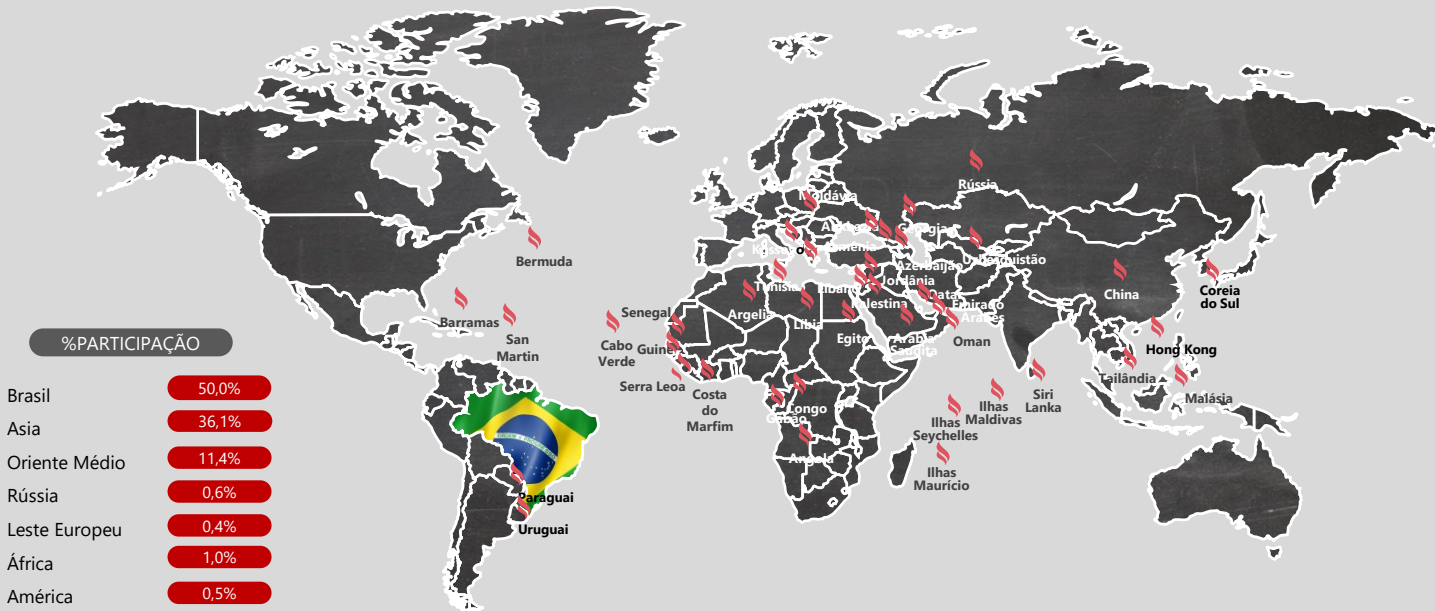 Rússia
Moldávia
Geórgia
Armênia
Azerbaijão
Uzbequistão
Bermuda
Tunísia
Líbano
Jordânia
Palestina
Qatar
Emirado
Árabes
China
Coreia
do Sul
Barramas
San
Martin
Senegal
Argelia
Líbia
Egito
Arábia
Saudita
Oman
Hong Kong
%PARTICIPAÇÃO
Cabo
Verde
Guiné
Serra Leoa
Costa
do
Marfim
Congo
Gabão
Angola
Ilhas
Seychelles
Ilhas
Maldivas
Siri
Lanka
Tailândia
Malásia
Ilhas
Maurício
Paraguai
Uruguai
Brasil 50,0%
Asia 36,1%
Oriente Médio 11,4%
Rússia 0,6%
Leste Europeu 0,4%
África 1,0%
América 0,5%